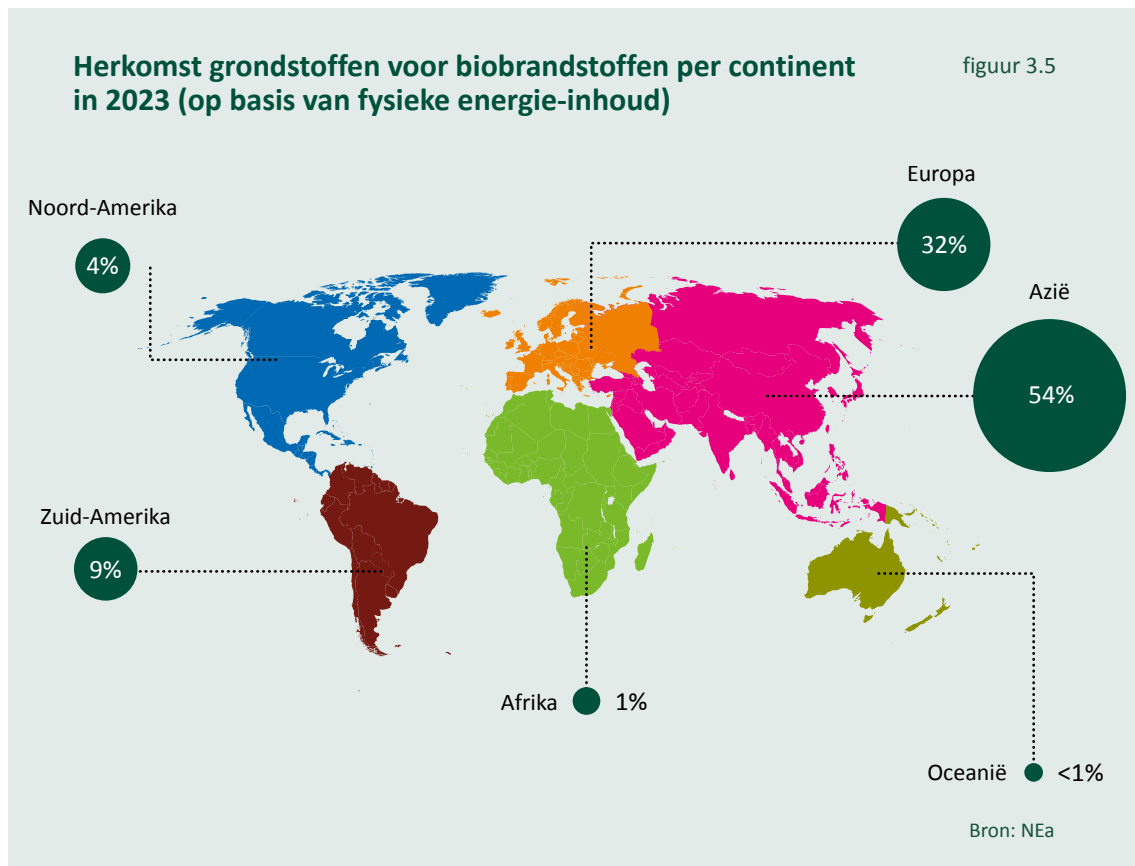 Herkomst grondstoffen voor biobrandstoffen per continent
in 2023 (op basis van fysieke energie-inhoud)
figuur 3.5
Noord-Amerika
4%
Europa
32%
Azië
54%
Zuid-Amerika
9%
Afrika
1%
Oceanië
<1%
Bron: NEa